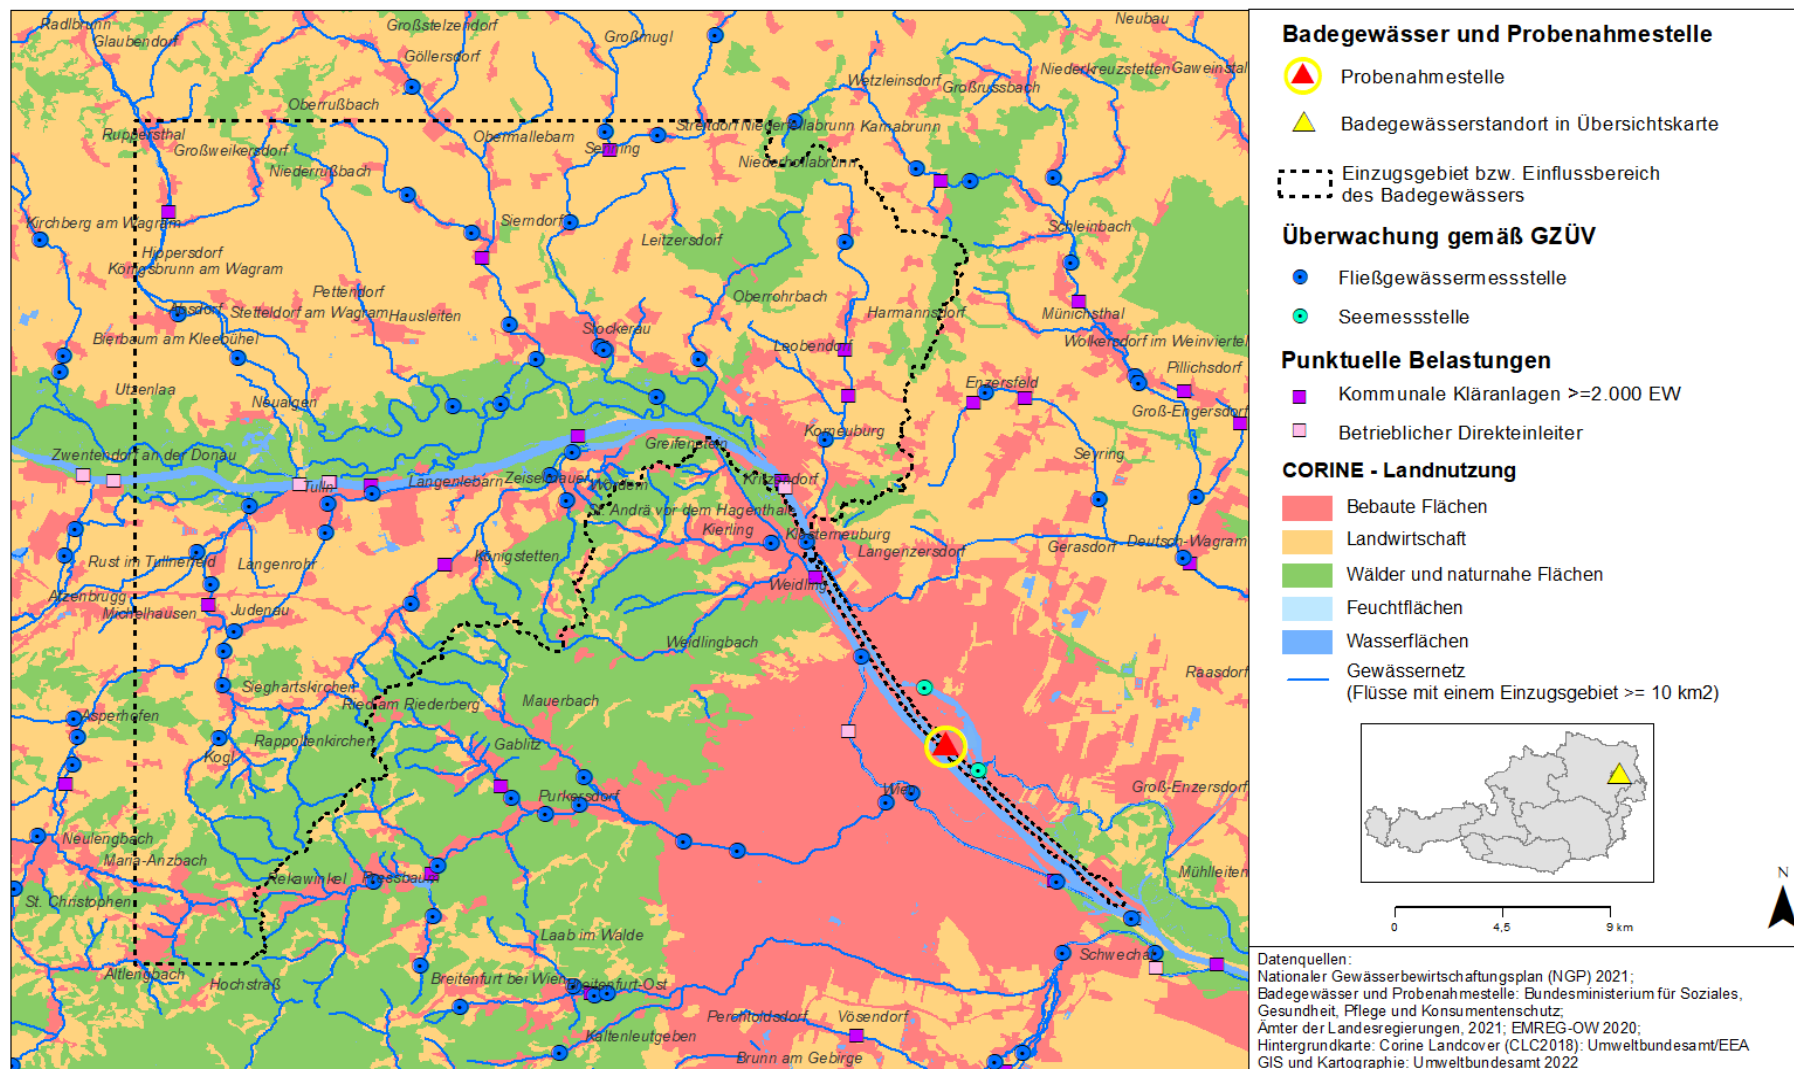 Radlbrunn
Glaubendorf
Großstelzendorf
Göllersdorf
Großmugl
Neubau
Wetzleinsdorf
Niederkreuzstetten
Gaweinstal
Großrussbach
Oberrußbach
Ruppersthal
Großweikersdorf
Niederrußbach
Obermallebarn
Senning
Streitdorf
Niederfellabrunn
Karnabrunn
Niederhollabrunn
Kirchberg am Wagram
Sierndorf
Leitzersdorf
Schleinbach
Hippersdorf
Königsbrunn am Wagram
Pettendorf
Oberrohrbach
Absdorf
Stetteldorf am Wagram
Hausleiten
Harmannsdorf
Münichsthal
Bierbaum am Kleebühel
Stockerau
Leobendorf
Wolkersdorf im Weinviertel
Pillichsdorf
Utzenlaa
Neuaigen
Enzersfeld
Groß-Engersdorf
Korneuburg
Greifenstein
Zwentendorf an der Donau
Seyring
Tulln
Langenlebarn
Zeiselmauer
Wördern
Kritzendorf
St. Andrä vor dem Hagenthale
Kierling
Klosterneuburg
Langenzersdorf
Gerasdorf
Deutsch-Wagram
Königstetten
Rust im Tullnerfeld
Langenrohr
Atzenbrugg
Michelhausen
Judenau
Weidling
Weidlingbach
Raasdorf
Sieghartskirchen
Ried am Riederberg
Mauerbach
Asperhofen
Rappoltenkirchen
Gablitz
Kogl
Wien
Purkersdorf
Groß-Enzersdorf
Neulengbach
Maria-Anzbach
Rekawinkel
Pressbaum
Mühlleiten
St. Christophen
Laab im Walde
Altlengbach
Hochstraß
Breitenfurt bei Wien
Breitenfurt-Ost
Schwechat
Kaltenleutgeben
Perchtoldsdorf
Vösendorf
Brunn am Gebirge
Badegewässer und Probenahmestelle
Probenahmestelle
Badegewässerstandort in Übersichtskarte
Einzugsgebiet bzw. Einflussbereich
des Badegewässers
Überwachung gemäß GZÜV
Fließgewässermessstelle
Seemessstelle
Punktuelle Belastungen
Kommunale Kläranlagen >=2.000 EW
Betrieblicher Direkteinleiter
CORINE - Landnutzung
Bebaute Flächen
Landwirtschaft
Wälder und naturnahe Flächen
Feuchtflächen
Wasserflächen
Gewässernetz
(Flüsse mit einem Einzugsgebiet >= 10 km2)
N
0 4,5 9 km
Datenquellen:
Nationaler Gewässerbewirtschaftungsplan (NGP) 2021;
Badegewässer und Probenahmestelle: Bundesministerium für Soziales,
Gesundheit, Pflege und Konsumentenschutz;
Ämter der Landesregierungen, 2021; EMREG-OW 2020;
Hintergrundkarte: Corine Landcover (CLC2018): Umweltbundesamt/EEA
GIS und Kartographie: Umweltbundesamt 2022